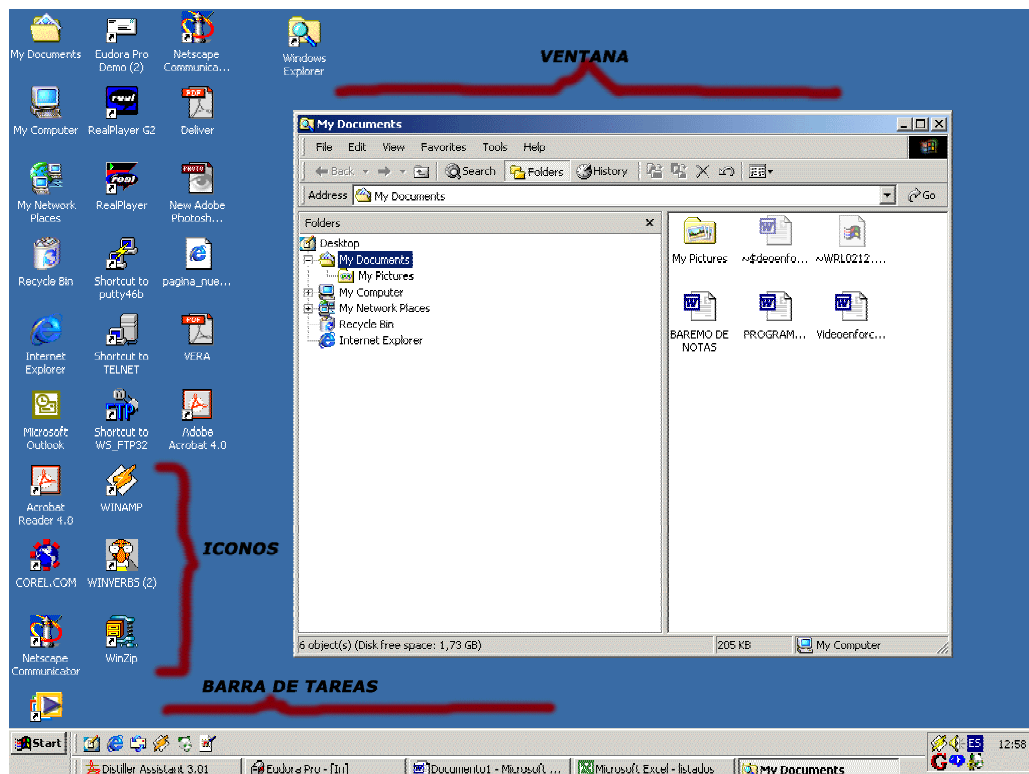 My Documents
Eudora Pro
Demo (2)
Netscape
Communica...
Windows
Explorer
VENTANA
My Computer
RealPlayer G2
Deliver
My Network
Places
RealPlayer
New Adobe
Photosh...
Recycle Bin
Shortcut to
putty46b
pagina_nue...
Internet
Explorer
Shortcut to
TELNET
VERA
Microsoft
Outlook
Shortcut to
WS_FTP32
Adobe
Acrobat 4.0
Acrobat
Reader 4.0
WINAMP
COREL.COM
WINVERBS (2)
Netscape
Communicator
WinZip
ICONOS
My Documents
File Edit View Favorites Tools Help
Back Search Folders History
Address My Documents Go
Folders
Desktop
My Documents
My Pictures
My Computer
My Network Places
Recycle Bin
Internet Explorer
My Pictures
~$deoenfo...
~WRL0212....
BAREMO DE
NOTAS
PROGRAM...
Videoenforc...
6 object(s) (Disk free space: 1,73 GB) 205 KB My Computer
BARRA DE TAREAS
Start ES 12:58
Distiller Assistant 3.01 Eudora Pro - [In] Documento1 - Microsoft ... Microsoft Excel - listados My Documents